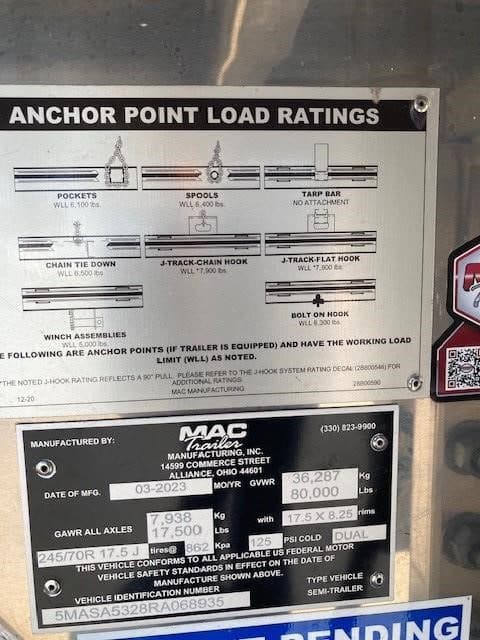 ANCHOR POINT LOAD RATINGS
POCKETS
WLL 6,100 lbs.
SPOOLS
WLL 5,400 lbs.
TARP BAR
NO ATTACHMENT
CHAIN TIE DOWN
WLL 6,600 lbs.
J-TRACK-CHAIN HOOK
WLL *7,900 lbs.
J-TRACK-FLAT HOOK
WLL *7,900 lbs.
WINCH ASSEMBLIES
WLL 5,000 lbs.
BOLT ON HOOK
WLL 6,300 lbs.
E FOLLOWING ARE ANCHOR POINTS (IF TRAILER IS EQUIPPED) AND HAVE THE WORKING LOAD
LIMIT (WLL) AS NOTED.
*THE NOTED J-HOOK RATING REFLECTS A 90° PULL. PLEASE REFER TO THE J-HOOK SYSTEM RATING DECAL (28800546) FOR
ADDITIONAL RATINGS.
12-20 MAC MANUFACTURING 28800590
MANUFACTURED BY:
MAC
Trailer
(330) 823-9900
MANUFACTURING, INC.
14599 COMMERCE STREET
ALLIANCE, OHIO 44601
DATE OF MFG. 03-2023 MO/YR GVWR 36,287 Kg
80,000 Lbs
GAWR ALL AXLES 7,938 Kg
17,500 Lbs with 17.5 X 8.25 rims
245/70R 17.5 J tires@ 862 Kpa 125 PSI COLD DUAL
THIS VEHICLE CONFORMS TO ALL APPLICABLE US FEDERAL MOTOR
VEHICLE SAFETY STANDARDS IN EFFECT ON THE DATE OF
MANUFACTURE SHOWN ABOVE.
VEHICLE IDENTIFICATION NUMBER TYPE VEHICLE
5MASA5328RA068935 SEMI-TRAILER
PENDING